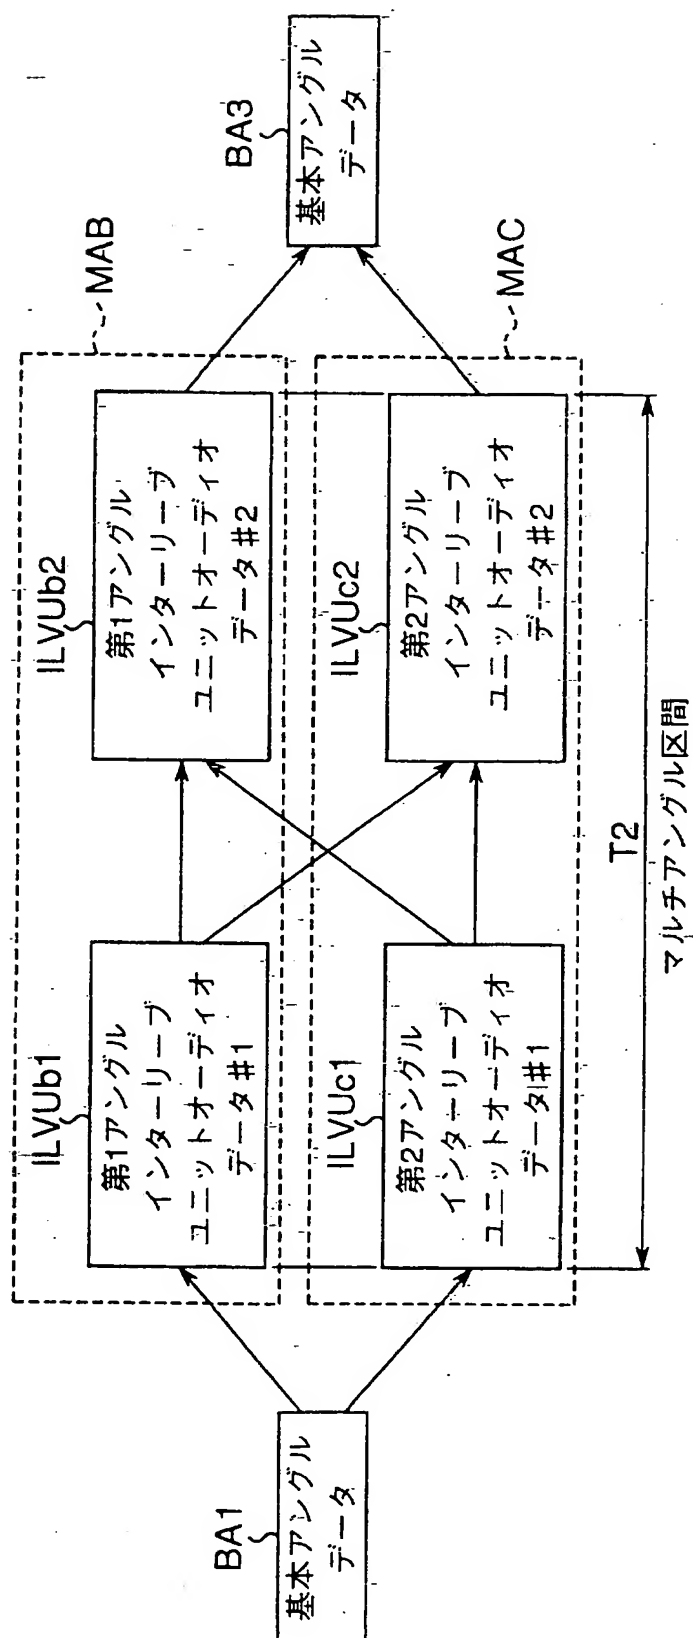 BA1
基本アングル
データ
MAB
ILVUb1
第1アングル
インターリーブ
ユニットオーディオ
データ#1
ILVUb2
第1アングル
インターリーブ
ユニットオーディオ
データ#2
ILVUc1
第2アングル
インターリーブ
ユニットオーディオ
データ#1
ILVUc2
第2アングル
インターリーブ
ユニットオーディオ
データ#2
MAC
BA3
基本アングル
データ
T2
マルチアングル区間